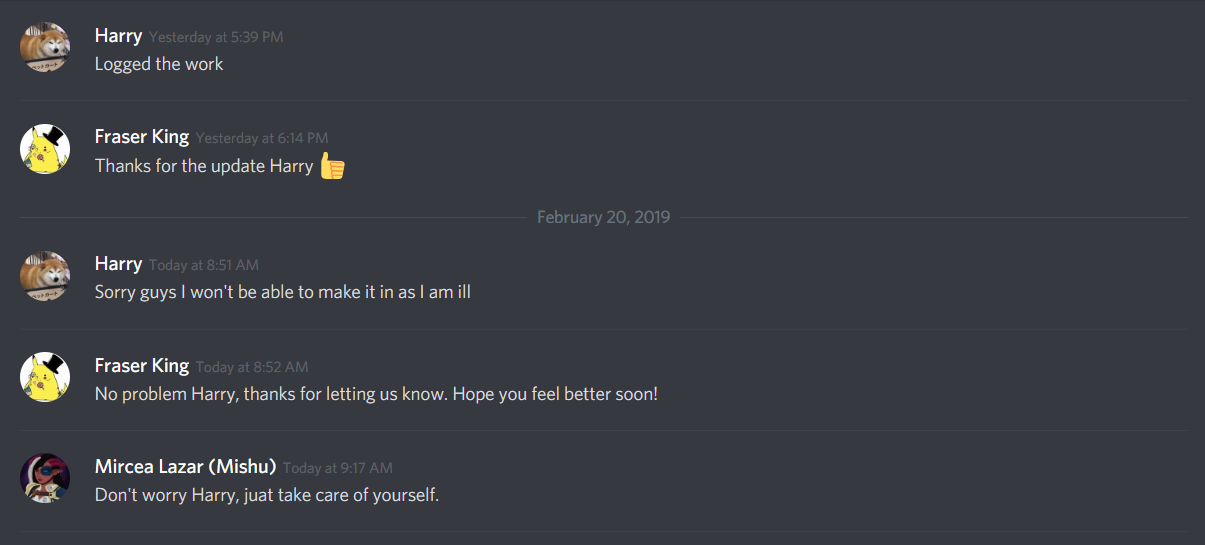 Harry Yesterday at 5:39 PM
Logged the work
Fraser King Yesterday at 6:14 PM
Thanks for the update Harry
February 20, 2019
Harry Today at 8:51 AM
Sorry guys I won't be able to make it in as I am ill
Fraser King Today at 8:52 AM
No problem Harry, thanks for letting us know. Hope you feel better soon!
Mircea Lazar (Mishu) Today at 9:17 AM
Don't worry Harry, juat take care of yourself.